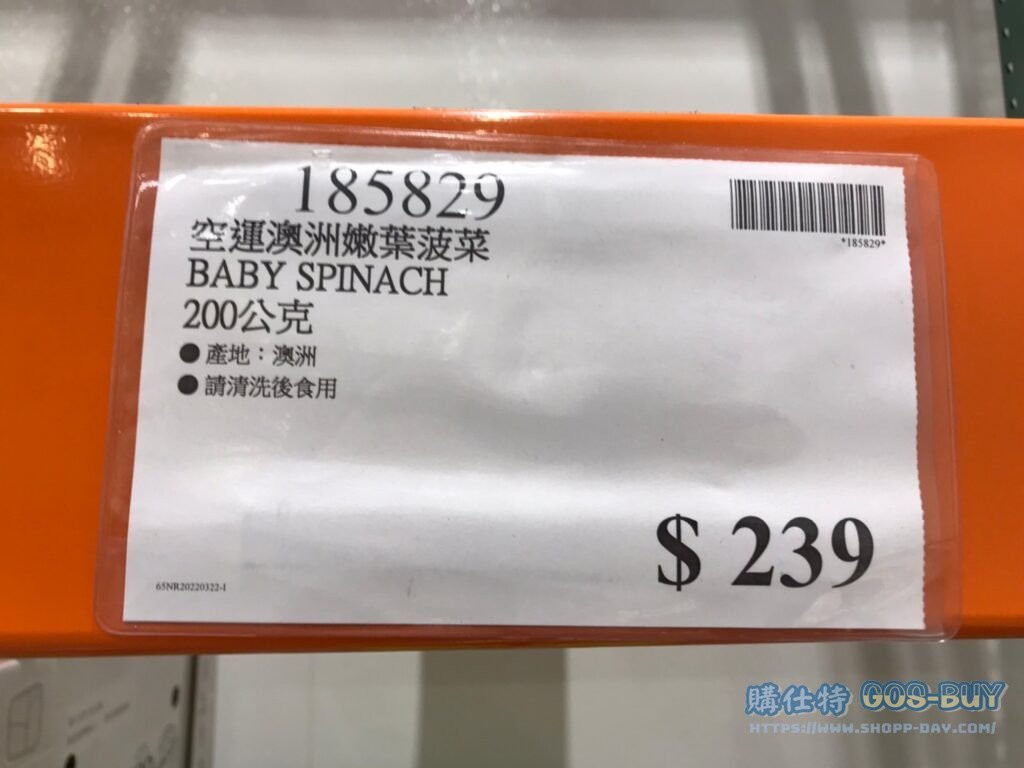 185829
空運澳洲嫩葉菠菜
BABY SPINACH
200公克
●產地：澳洲
●請清洗後食用
*185829*
$ 239
65NR20220322-I
購仕特 GOS-BUY
HTTPS://WWW.SHOPP-DAY.COM/